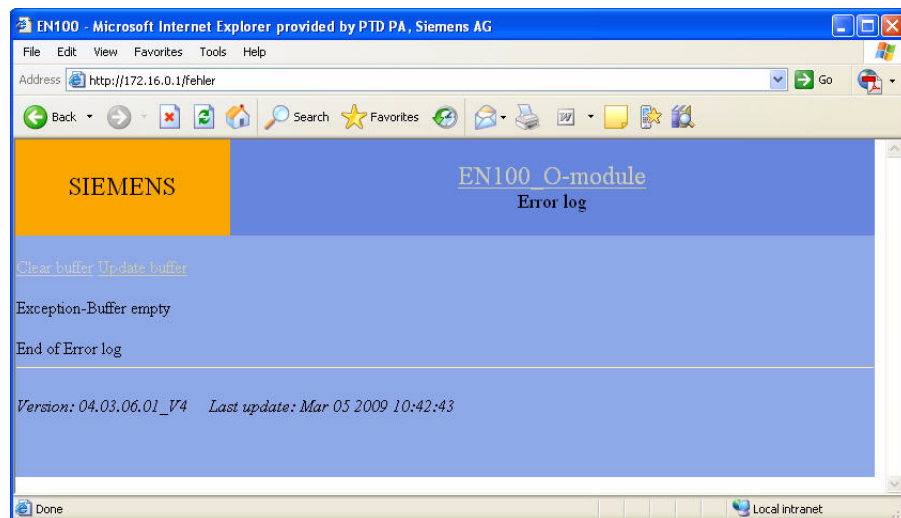 EN100 - Microsoft Internet Explorer provided by PTD PA, Siemens AG
File Edit View Favorites Tools Help
Address http://172.16.0.1/fehler Go
Back Search Favorites
SIEMENS
EN100_O-module
Error log
Clear buffer Update buffer
Exception-Buffer empty
End of Error log
Version: 04.03.06.01_V4 Last update: Mar 05 2009 10:42:43
Done Local intranet